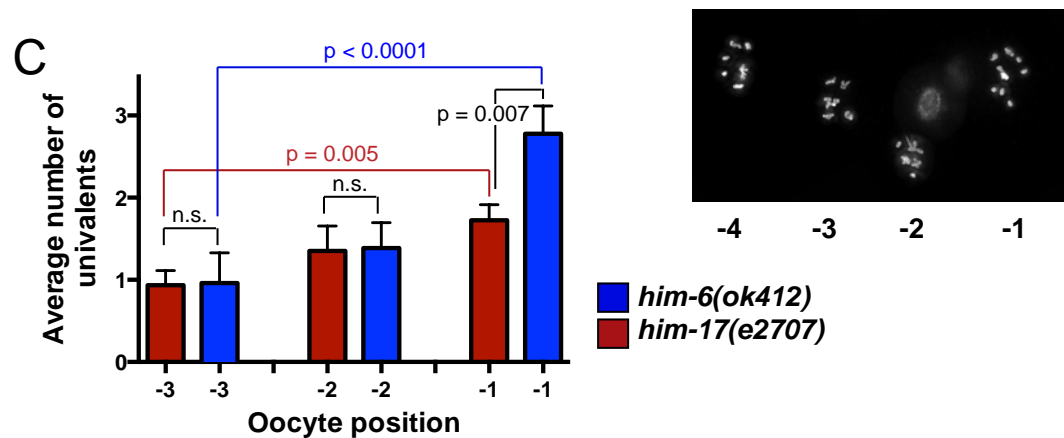 C
p < 0.0001
p = 0.007
p = 0.005
n.s.
n.s.
Average number of
univalents
3
2
1
0
-3 -3 -2 -2 -1 -1
Oocyte position
-4 -3 -2 -1
him-6(ok412)
him-17(e2707)